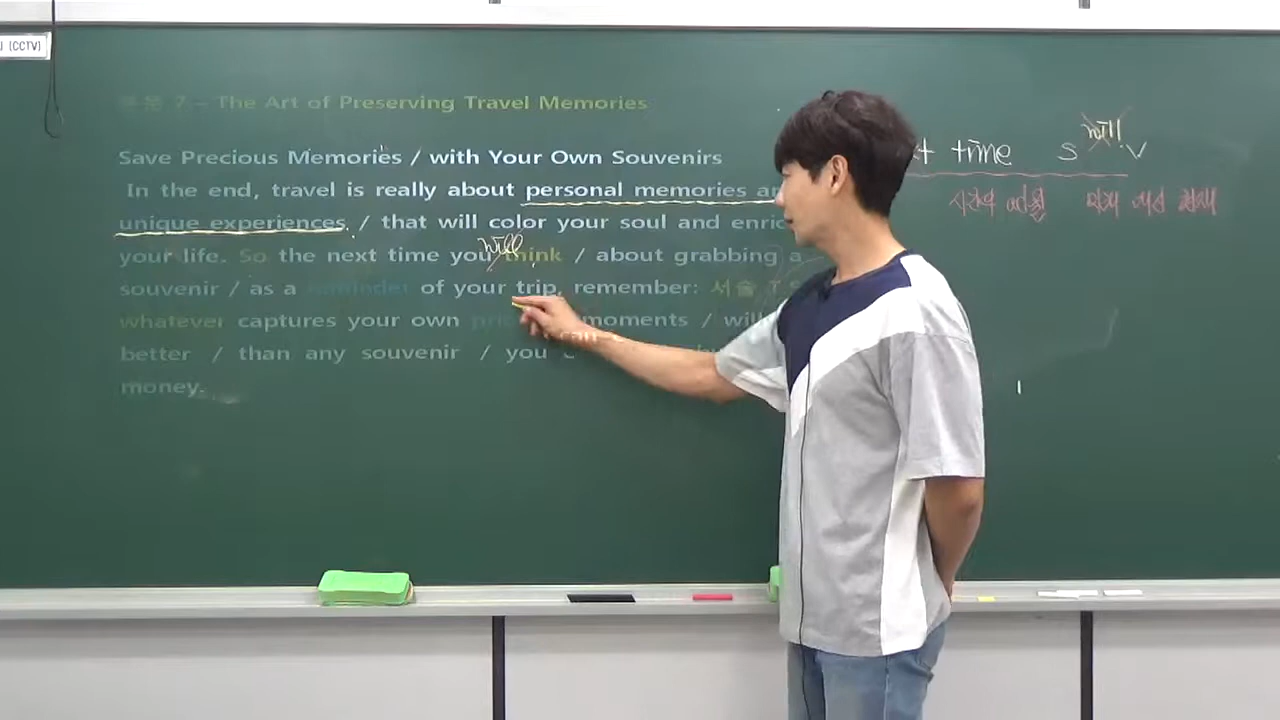 (CCTV)
7 – The Art of Preserving Travel Memories
Save Precious Memories / with Your Own Souvenirs
In the end, travel is really about personal memories
unique experiences / that will color your soul and
your life. So the next time you think / about grabbing a
will
souvenir / as a reminder of your trip, remember: 서술
whatever captures your own moments /
better / than any souvenir / you
money.
time S will V